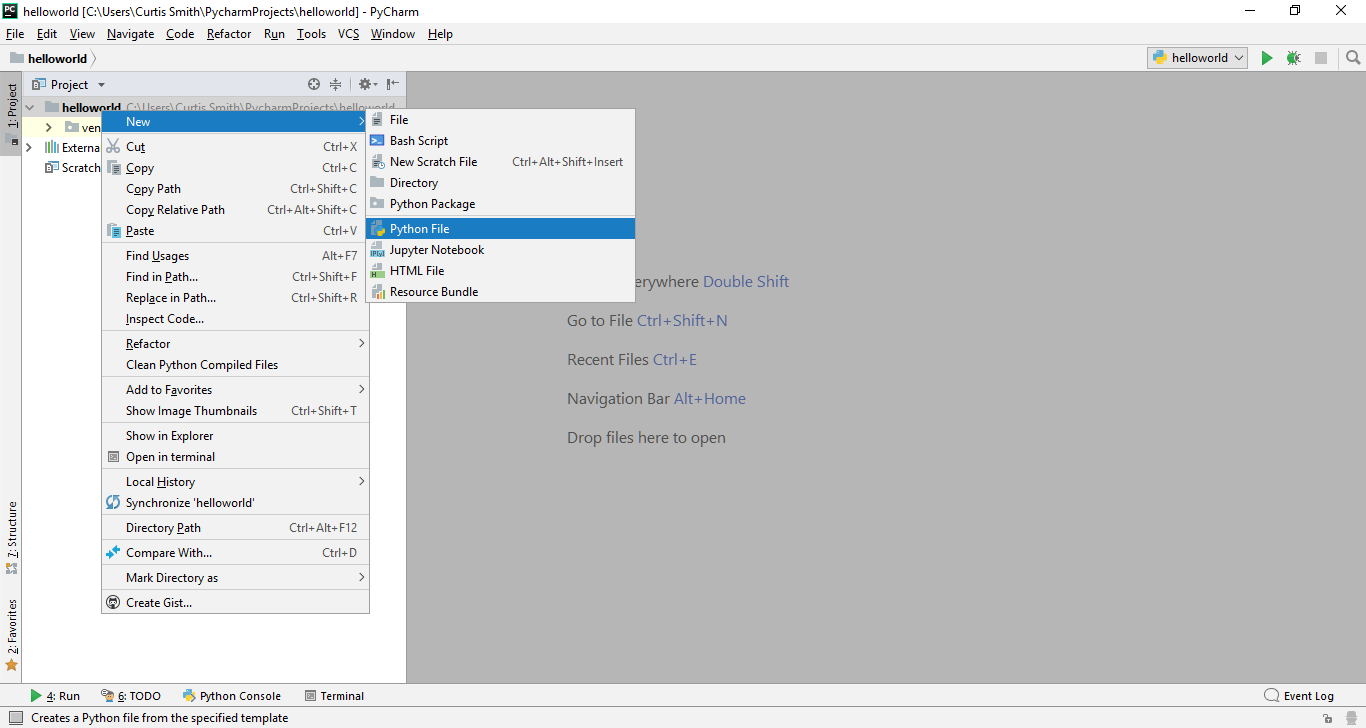 helloworld [C:\Users\Curtis Smith\PycharmProjects\helloworld] - PyCharm
File Edit View Navigate Code Refactor Run Tools VCS Window Help
helloworld
helloworld
Project
1: Project
helloworld C:\Users\Curtis Smith\PycharmProjects\helloworld
ven
Externa
Scratch
New
Cut Ctrl+X
Copy Ctrl+C
Copy Path Ctrl+Shift+C
Copy Relative Path Ctrl+Alt+Shift+C
Paste Ctrl+V
Find Usages Alt+F7
Find in Path... Ctrl+Shift+F
Replace in Path... Ctrl+Shift+R
Inspect Code...
Refactor
Clean Python Compiled Files
Add to Favorites
Show Image Thumbnails Ctrl+Shift+T
Show in Explorer
Open in terminal
Local History
Synchronize 'helloworld'
Directory Path Ctrl+Alt+F12
Compare With... Ctrl+D
Mark Directory as
Create Gist...
File
Bash Script
New Scratch File Ctrl+Alt+Shift+Insert
Directory
Python Package
Python File
Jupyter Notebook
HTML File
Resource Bundle
erywhere Double Shift
Go to File Ctrl+Shift+N
Recent Files Ctrl+E
Navigation Bar Alt+Home
Drop files here to open
7: Structure
2: Favorites
4: Run 6: TODO Python Console Terminal Event Log
Creates a Python file from the specified template